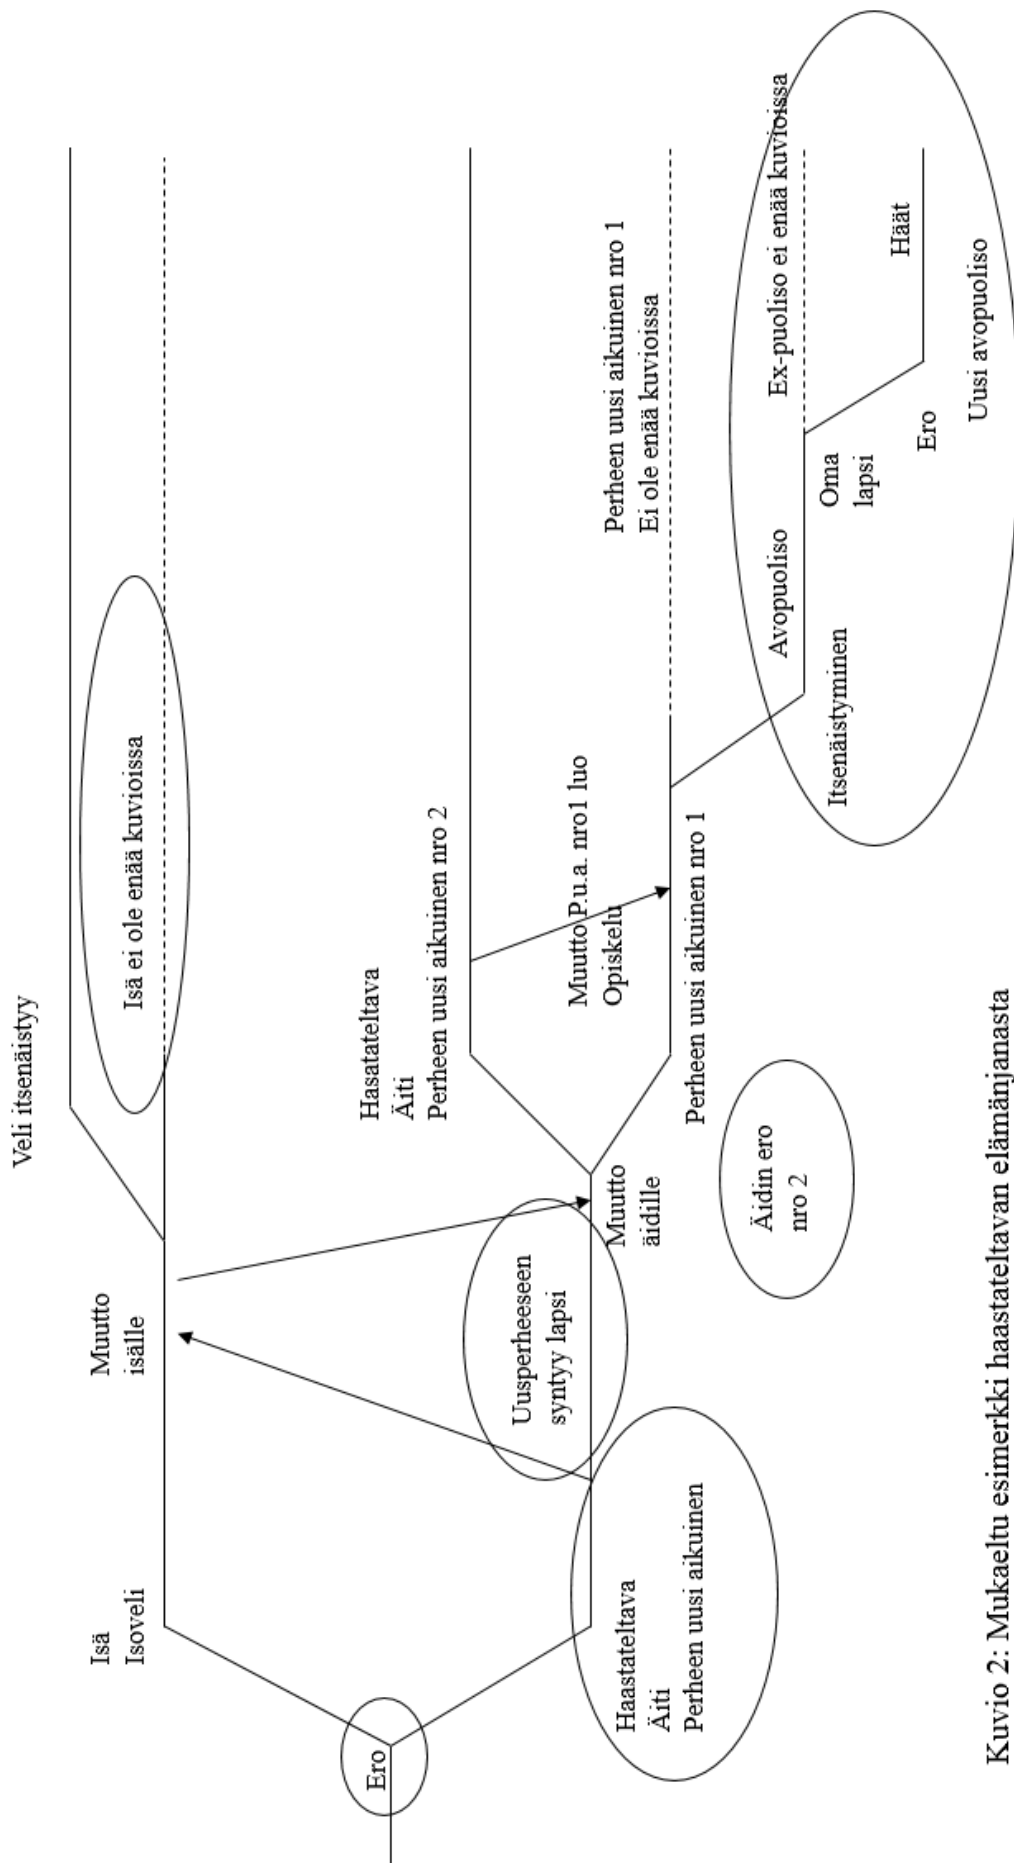 Veli itsenäistyy
Isä
Isoveli
Muutto
isälle
Isä ei ole enää kuvioissa
Ero
Haastateltava
Äiti
Perheen uusi aikuinen
Uusperheeseen
syntyy lapsi
Muutto
äidille
Äidin ero
nro 2
Hasatateltava
Äiti
Perheen uusi aikuinen nro 2
Muutto P.u.a. nro1 luo
Opiskelu
Perheen uusi aikuinen nro 1
Perheen uusi aikuinen nro 1
Ei ole enää kuvioissa
Itsenäistyminen
Avopuoliso
Oma
lapsi
Ex-puoliso ei enää kuvioissa
Ero
Häät
Uusi avopuoliso
Kuvio 2: Mukaeltu esimerkki haastateltavan elämänjanasta